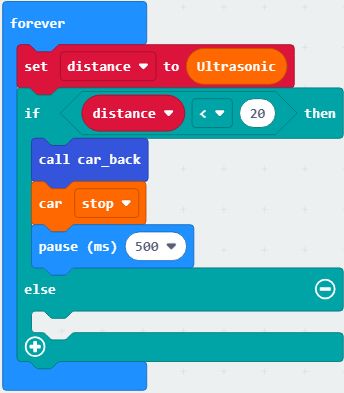 forever
set distance to Ultrasonic
if distance < 20 then
call car_back
car stop
pause (ms) 500
else